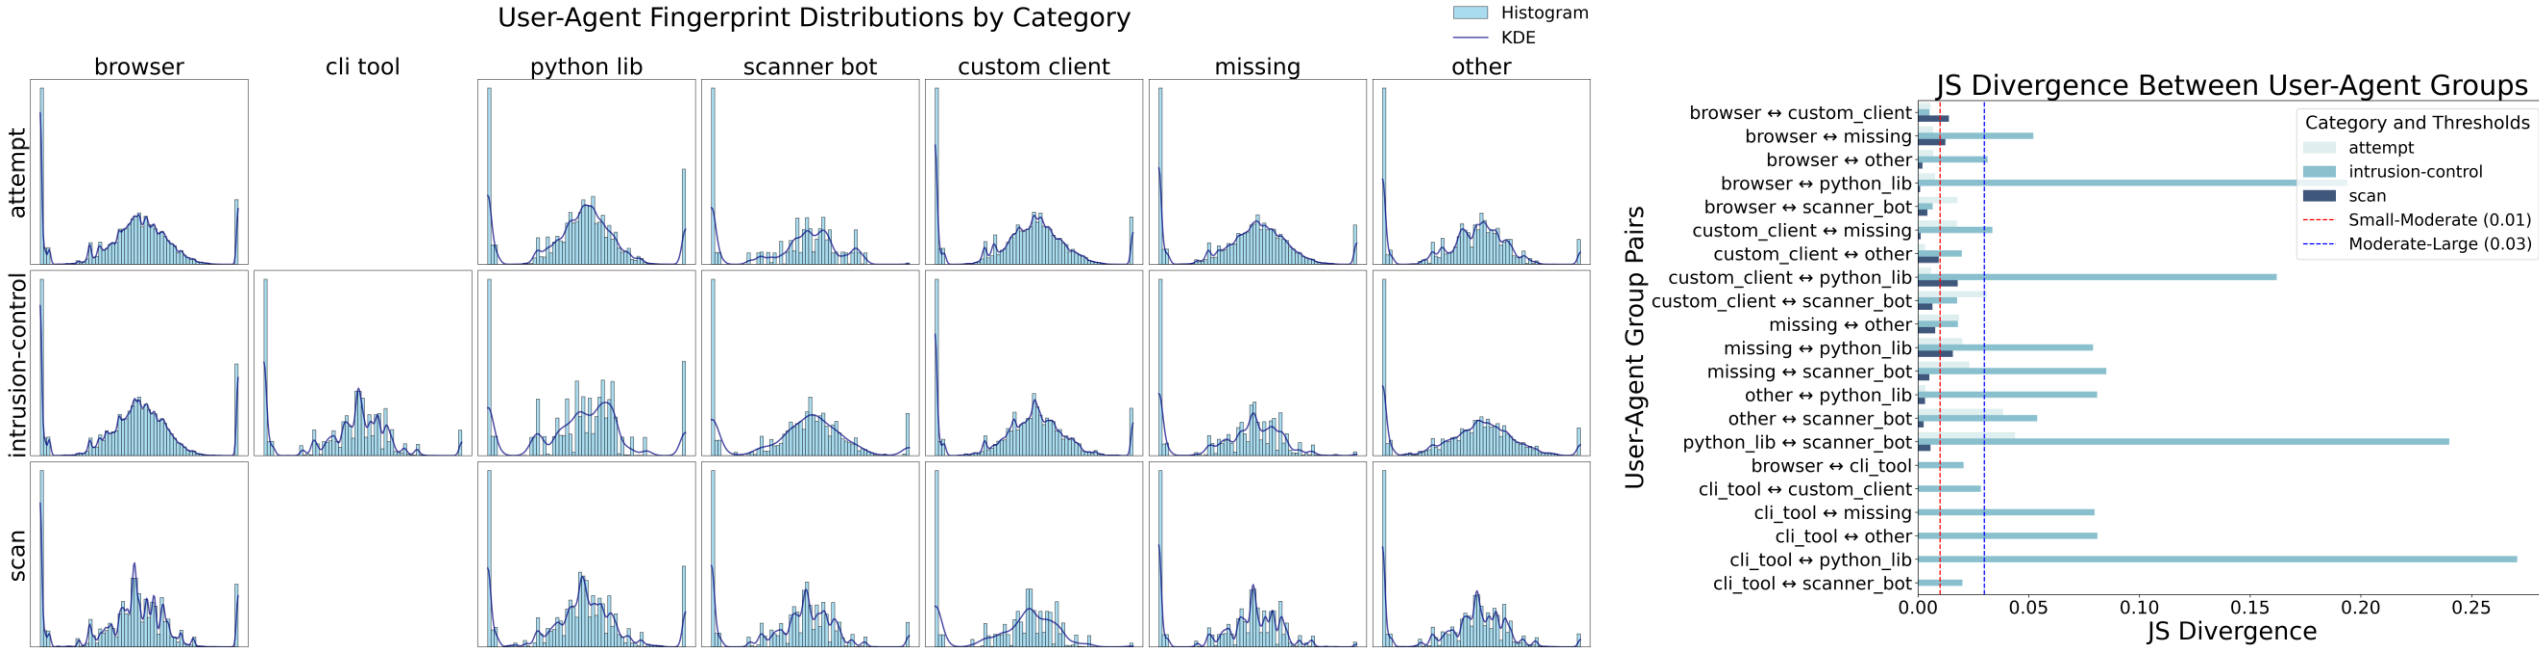 User-Agent Fingerprint Distributions by Category
Histogram
KDE
browser
cli tool
python lib
scanner bot
custom client
missing
other
attempt
intrusion-control
scan
JS Divergence Between User-Agent Groups
User-Agent Group Pairs
browser ↔ custom_client
browser ↔ missing
browser ↔ other
browser ↔ python_lib
browser ↔ scanner_bot
custom_client ↔ missing
custom_client ↔ other
custom_client ↔ python_lib
custom_client ↔ scanner_bot
missing ↔ other
missing ↔ python_lib
missing ↔ scanner_bot
other ↔ python_lib
other ↔ scanner_bot
python_lib ↔ scanner_bot
browser ↔ cli_tool
cli_tool ↔ custom_client
cli_tool ↔ missing
cli_tool ↔ other
cli_tool ↔ python_lib
cli_tool ↔ scanner_bot
Category and Thresholds
attempt
intrusion-control
scan
Small-Moderate (0.01)
Moderate-Large (0.03)
0.00 0.05 0.10 0.15 0.20 0.25
JS Divergence